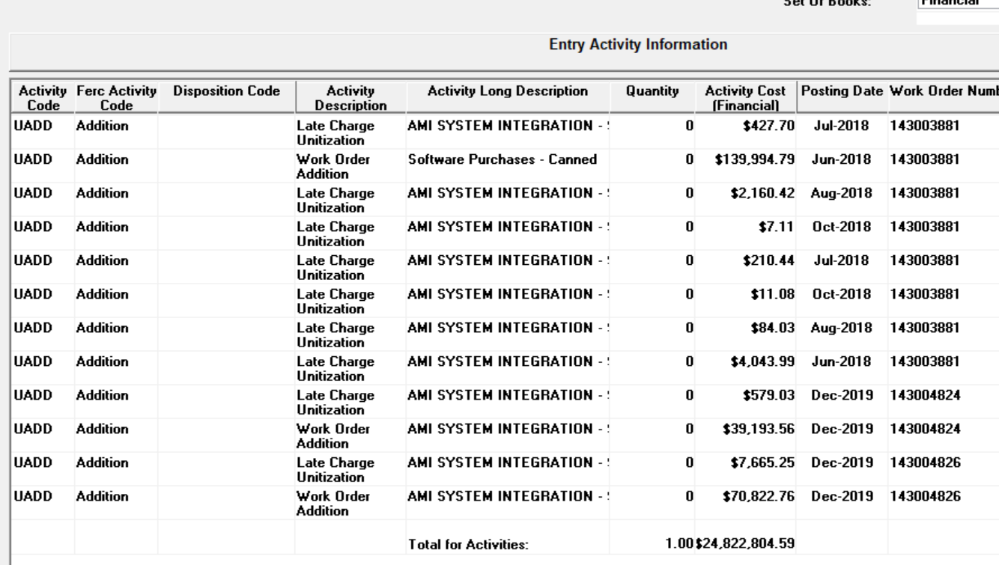 Set Of Books: Financial
Entry Activity Information
Activity Code Ferc Activity Code Disposition Code Activity Description Activity Long Description Quantity Activity Cost (Financial) Posting Date Work Order Numb
UADD Addition Late Charge Unitization AMI SYSTEM INTEGRATION - 0 $427.70 Jul-2018 143003881
UADD Addition Work Order Addition Software Purchases - Canned 0 $139,994.79 Jun-2018 143003881
UADD Addition Late Charge Unitization AMI SYSTEM INTEGRATION - 0 $2,160.42 Aug-2018 143003881
UADD Addition Late Charge Unitization AMI SYSTEM INTEGRATION - 0 $7.11 Oct-2018 143003881
UADD Addition Late Charge Unitization AMI SYSTEM INTEGRATION - 0 $210.44 Jul-2018 143003881
UADD Addition Late Charge Unitization AMI SYSTEM INTEGRATION - 0 $11.08 Oct-2018 143003881
UADD Addition Late Charge Unitization AMI SYSTEM INTEGRATION - 0 $84.03 Aug-2018 143003881
UADD Addition Late Charge Unitization AMI SYSTEM INTEGRATION - 0 $4,043.99 Jun-2018 143003881
UADD Addition Late Charge Unitization AMI SYSTEM INTEGRATION - 0 $579.03 Dec-2019 143004824
UADD Addition Work Order Addition AMI SYSTEM INTEGRATION - 0 $39,193.56 Dec-2019 143004824
UADD Addition Late Charge Unitization AMI SYSTEM INTEGRATION - 0 $7,665.25 Dec-2019 143004826
UADD Addition Work Order Addition AMI SYSTEM INTEGRATION - 0 $70,822.76 Dec-2019 143004826
Total for Activities: 1.00 $24,822,804.59